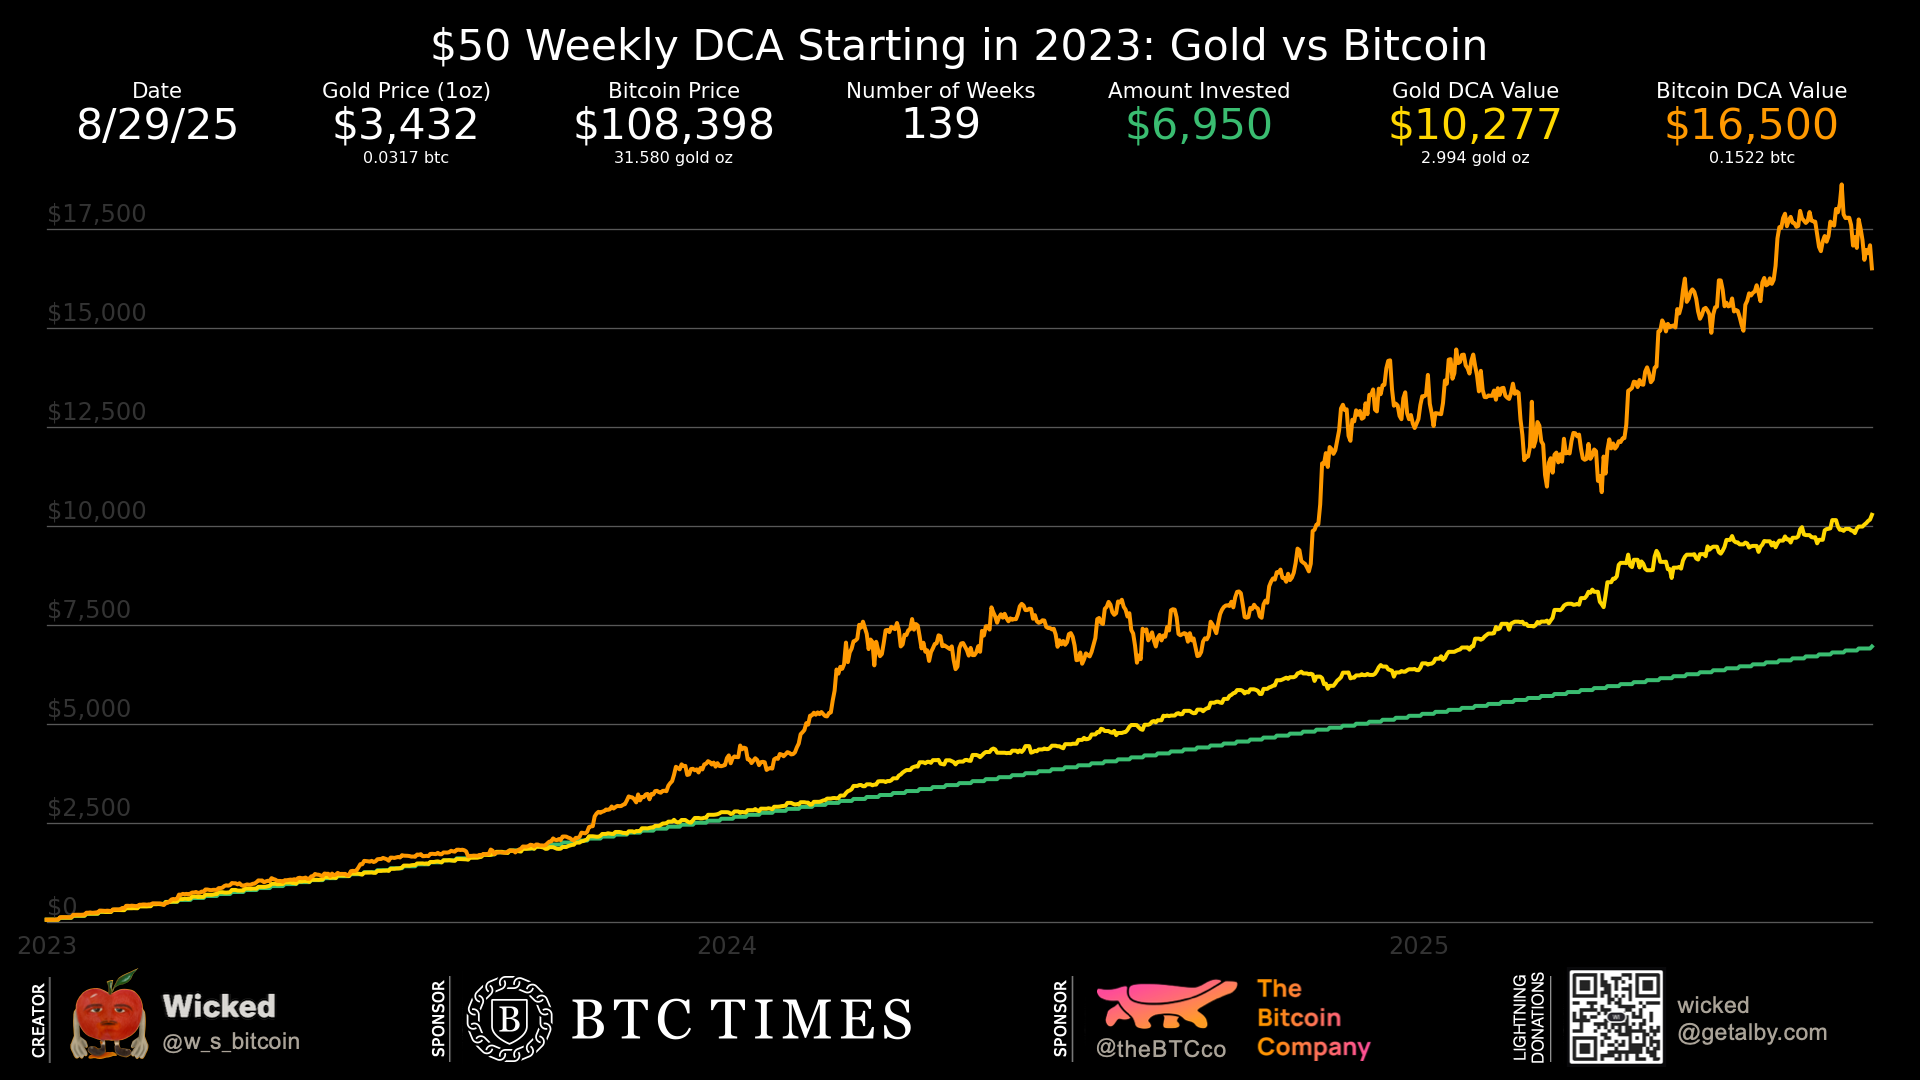 $50 Weekly DCA Starting in 2023: Gold vs Bitcoin
Date
8/29/25
Gold Price (1oz)
$3,432
0.0317 btc
Bitcoin Price
$108,398
31.580 gold oz
Number of Weeks
139
Amount Invested
$6,950
Gold DCA Value
$10,277
2.994 gold oz
Bitcoin DCA Value
$16,500
0.1522 btc
$17,500
$15,000
$12,500
$10,000
$7,500
$5,000
$2,500
$0
2023
2024
2025
CREATOR
Wicked
@w_s_bitcoin
SPONSOR
B
BTC TIMES
SPONSOR
@theBTCco
The
Bitcoin
Company
LIGHTNING
DONATIONS
wicked
@getalby.com